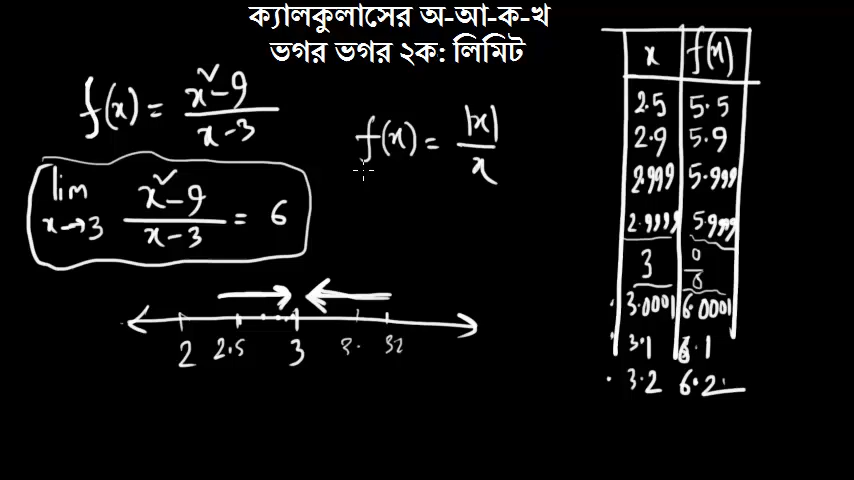 ক্যালকুলাসের অ-আ-ক-খ
ভগর ভগর ২ক: লিমিট
f(x) = x²-9 / x-3
lim x→3 x²-9 / x-3 = 6
f(x) = |x| / x
2 2.5 3 3. 32
x f(x)
2.5 5.5
2.9 5.9
2.999 5.999
2.9999 5.999
3 0/0
3.0001 6.0001
3.1 6.1
3.2 6.2